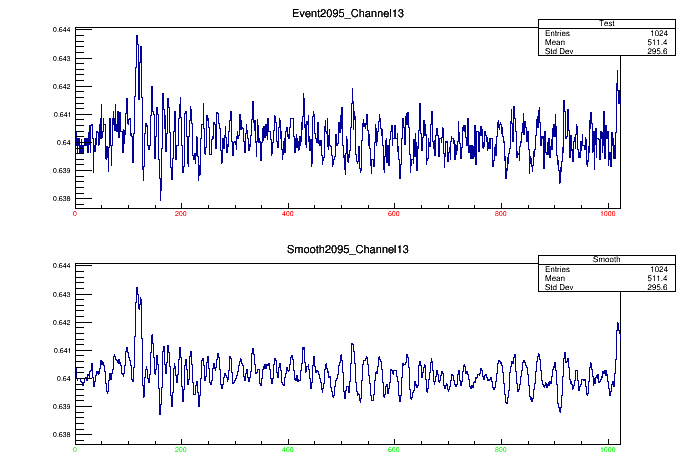 Event2095_Channel13
Test
Entries 1024
Mean 511.4
Std Dev 295.6
0.644
0.643
0.642
0.641
0.64
0.639
0.638
0 200 400 600 800 1000
Smooth2095_Channel13
Smooth
Entries 1024
Mean 511.4
Std Dev 295.6
0.644
0.643
0.642
0.641
0.64
0.639
0.638
0 200 400 600 800 1000